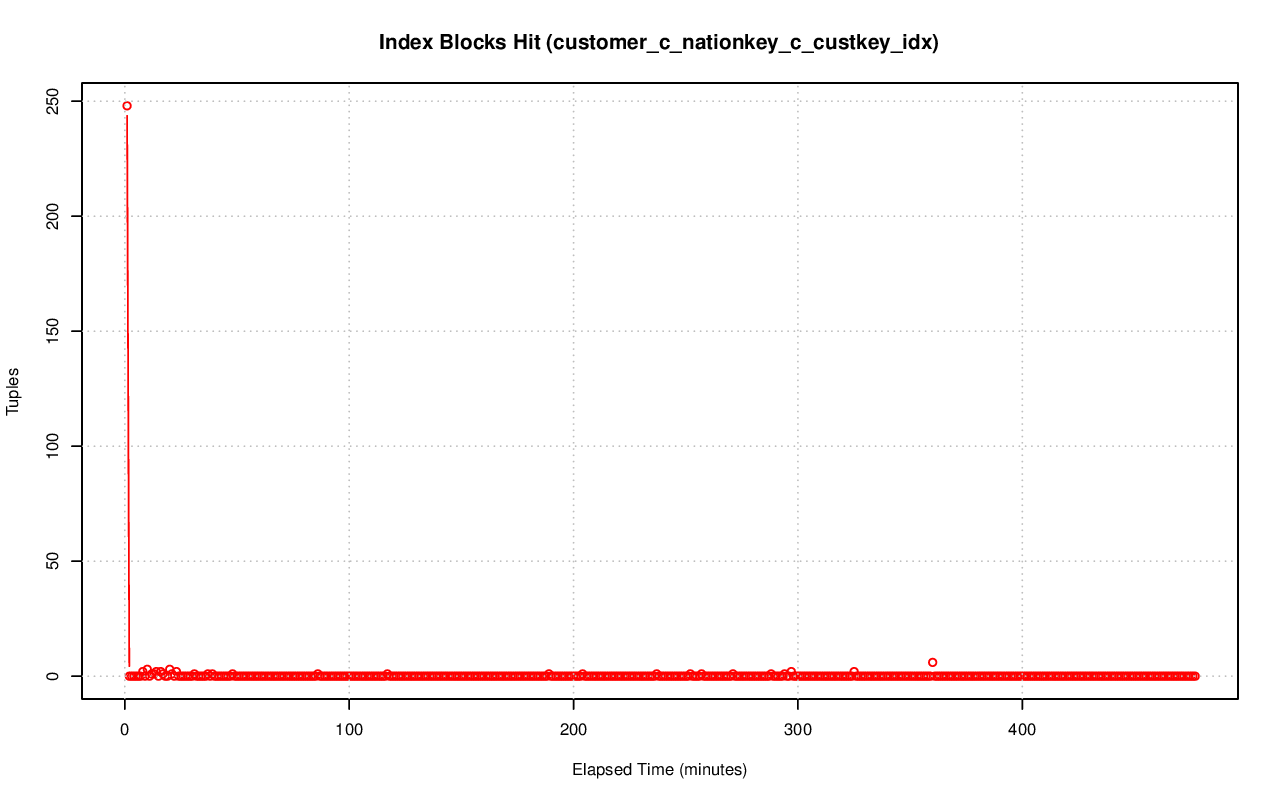 Index Blocks Hit (customer_c_nationkey_c_custkey_idx)
Tuples
250
200
150
100
50
0
0 100 200 300 400
Elapsed Time (minutes)